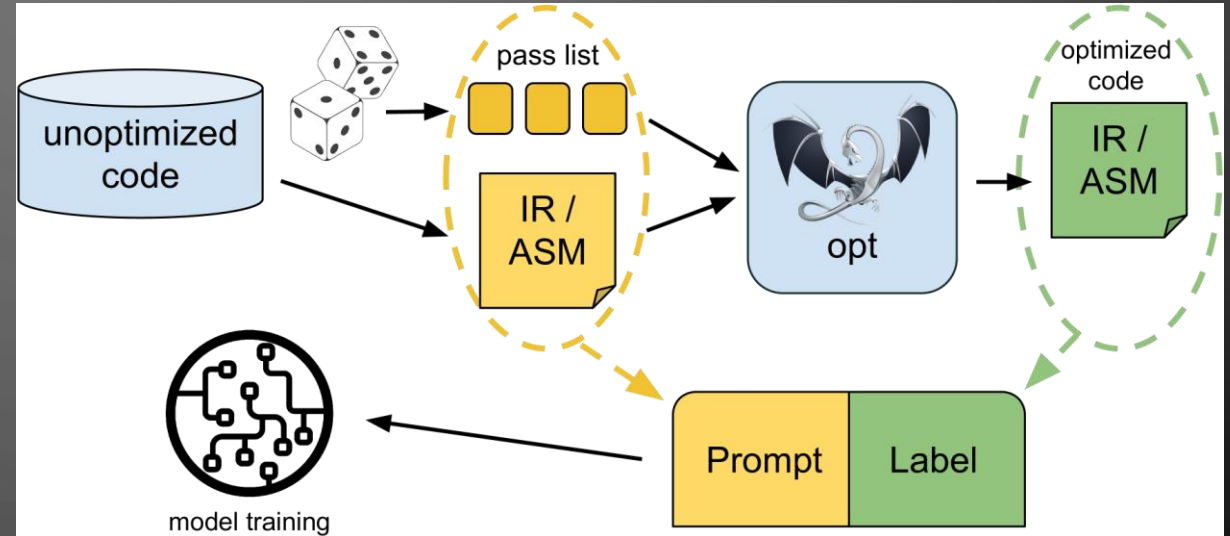 unoptimized
code
pass list
IR /
ASM
opt
optimized
code
IR /
ASM
Prompt
Label
model training